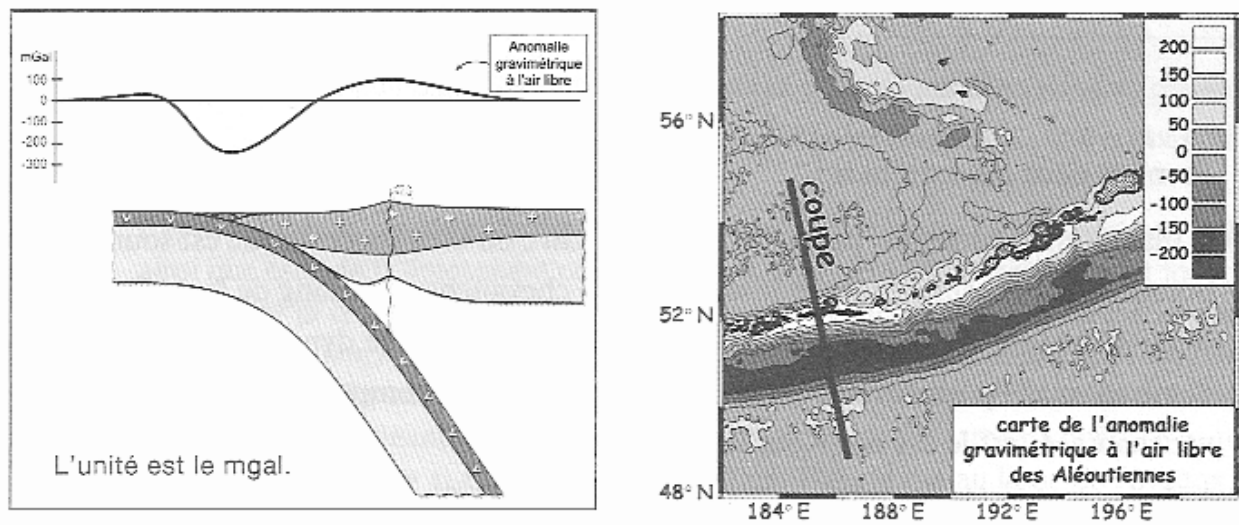 mGal
100
0
-100
-200
-300
Anomalie
gravimétrique
à l'air libre
L'unité est le mgal.
200
150
100
50
0
-50
-100
-150
-200
56° N
52° N
48° N
coupe
carte de l'anomalie
gravimétrique à l'air libre
des Aléoutiennes
184° E
188° E
192° E
196° E